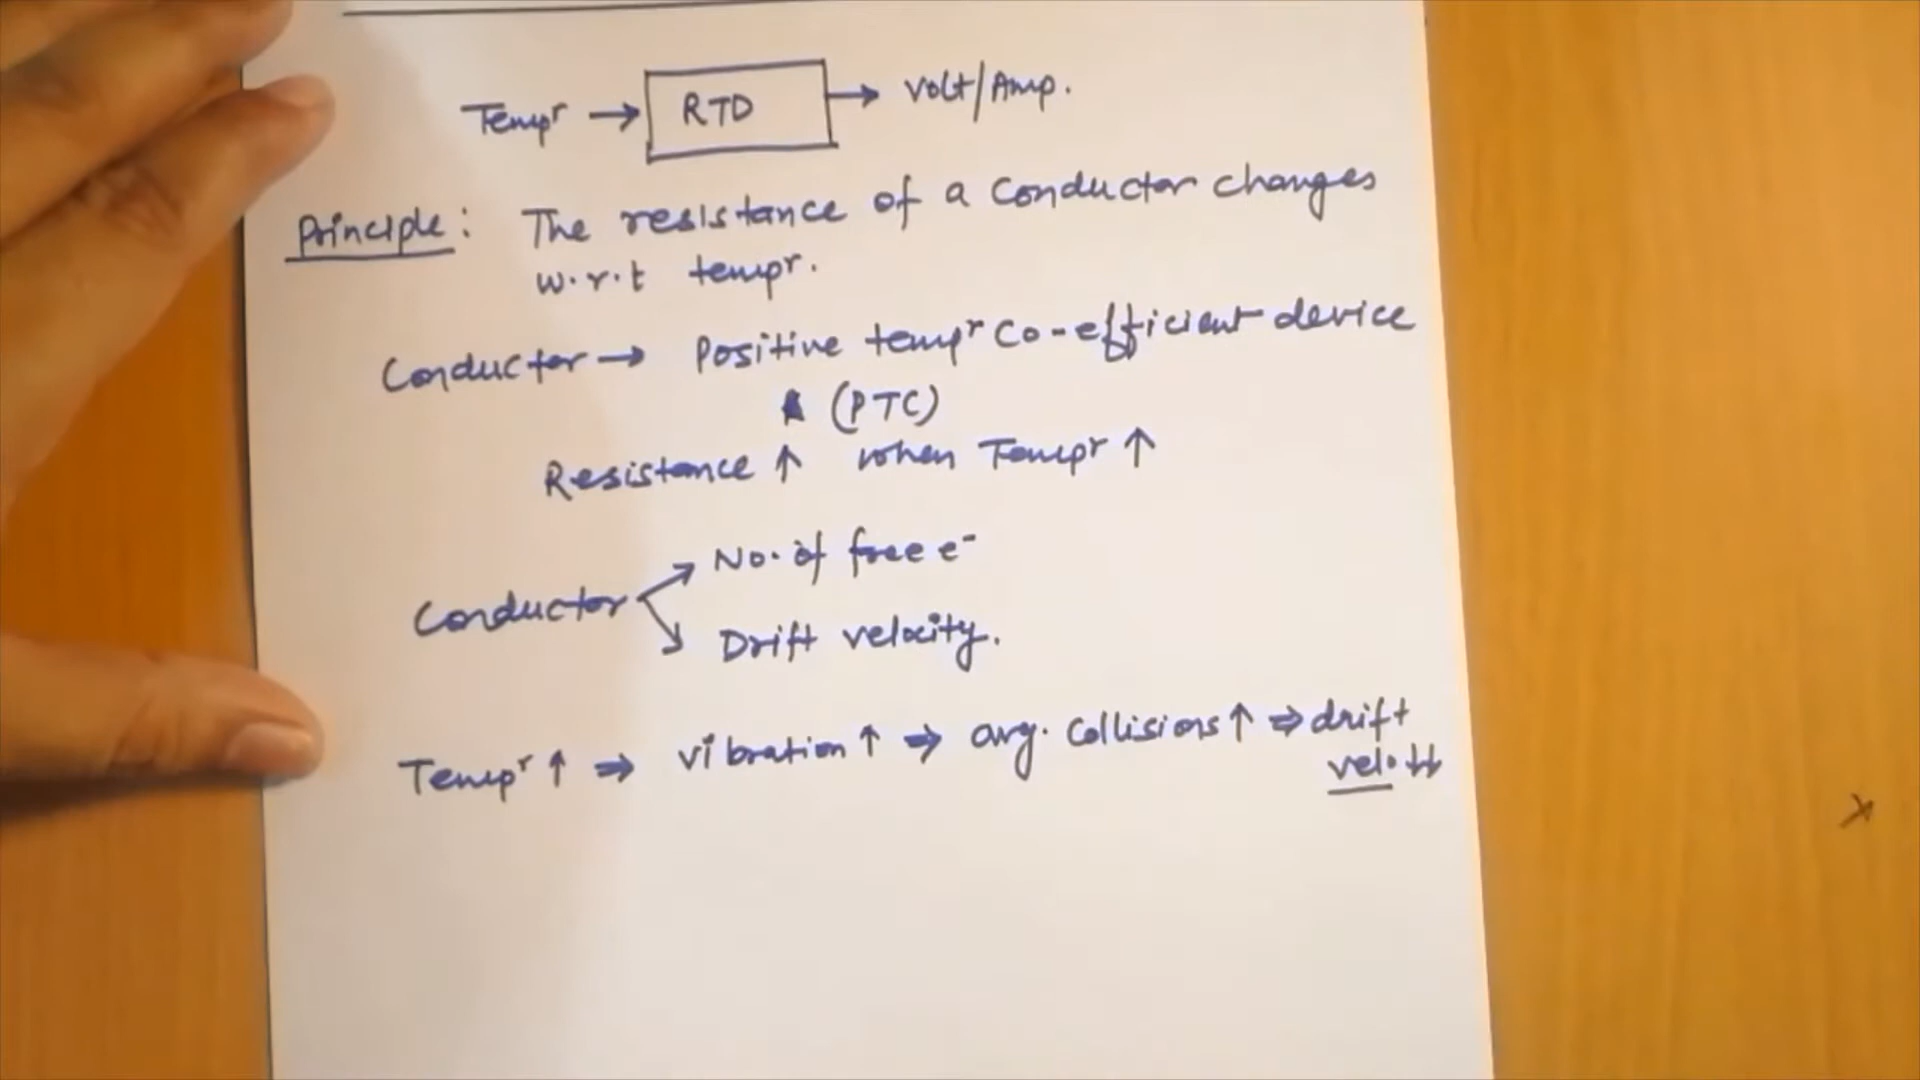 Tempr → RTD → Volt/Amp.
Principle: The resistance of a conductor changes
w.r.t tempr.
Conductor → Positive tempr Co-efficient device
(PTC)
Resistance ↑ when Tempr ↑
No. of free e-
Conductor
Drift velocity.
Tempr ↑ ⇒ vibration ↑ ⇒ avg. collisions ↑ ⇒ drift
velo. ↓↓